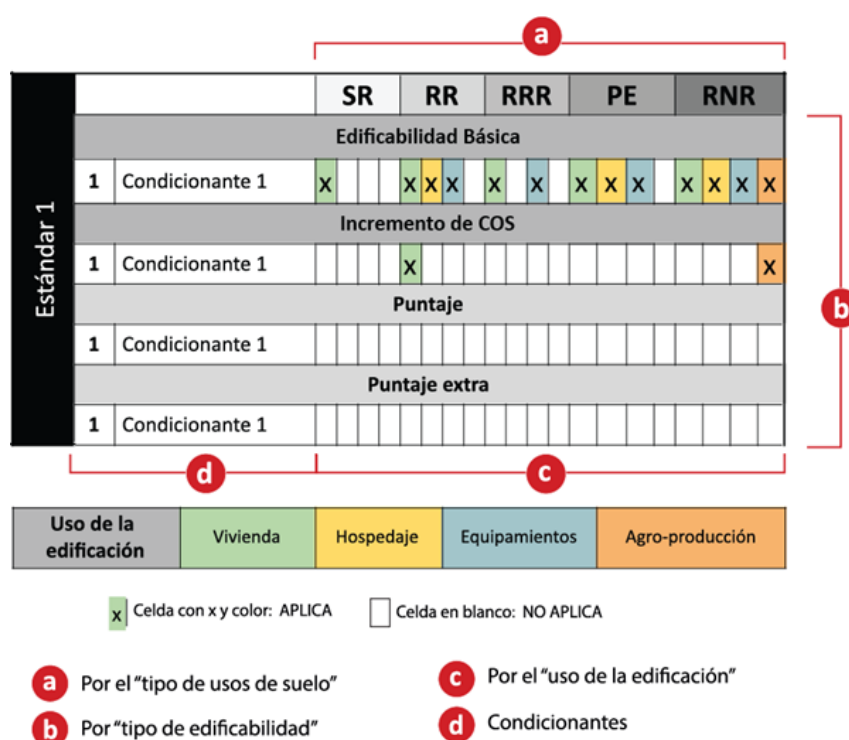 a
SR RR RRR PE RNR
Estándar 1
Edificabilidad Básica
1 Condicionante 1 X X X X X X X X X X X X X
Incremento de COS
1 Condicionante 1 X X
Puntaje
1 Condicionante 1
Puntaje extra
1 Condicionante 1
b
d c
Uso de la
edificación
Vivienda Hospedaje Equipamientos Agro-producción
x Celda con x y color: APLICA Celda en blanco: NO APLICA
a Por el "tipo de usos de suelo"
c Por el "uso de la edificación"
b Por "tipo de edificabilidad"
d Condicionantes